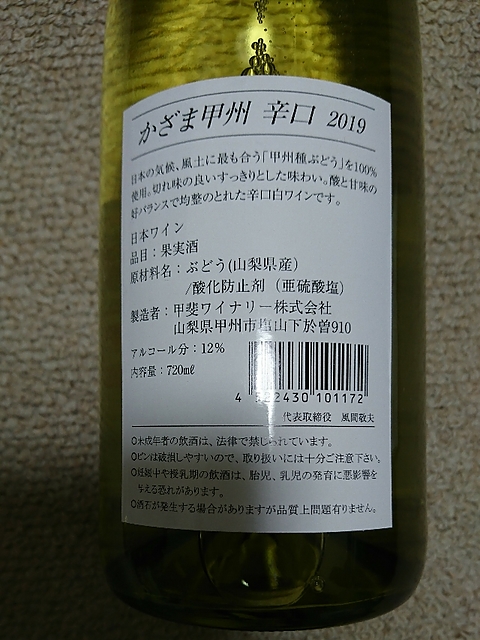 かざま甲州 辛口 2019
日本の気候、風土に最も合う「甲州種ぶどう」を100%
使用。切れ味の良いすっきりとした味わい。酸と甘味の
好バランスで均整のとれた辛口白ワインです。
日本ワイン
品目：果実酒
原材料名：ぶどう(山梨県産)
/酸化防止剤（亜硫酸塩）
製造者：甲斐ワイナリー株式会社
山梨県甲州市塩山下於曽910
アルコール分：12%
内容量：720㎖
4 522430 101172
代表取締役 風間敬夫
○未成年者の飲酒は、法律で禁じられています。
○ビンは破損しやすいので、取り扱いには十分ご注意下さい。
○妊娠中や授乳期の飲酒は、胎児、乳児の発育に悪影響を
与える恐れがあります。
○酒石が発生する場合がありますが品質上問題有りません。